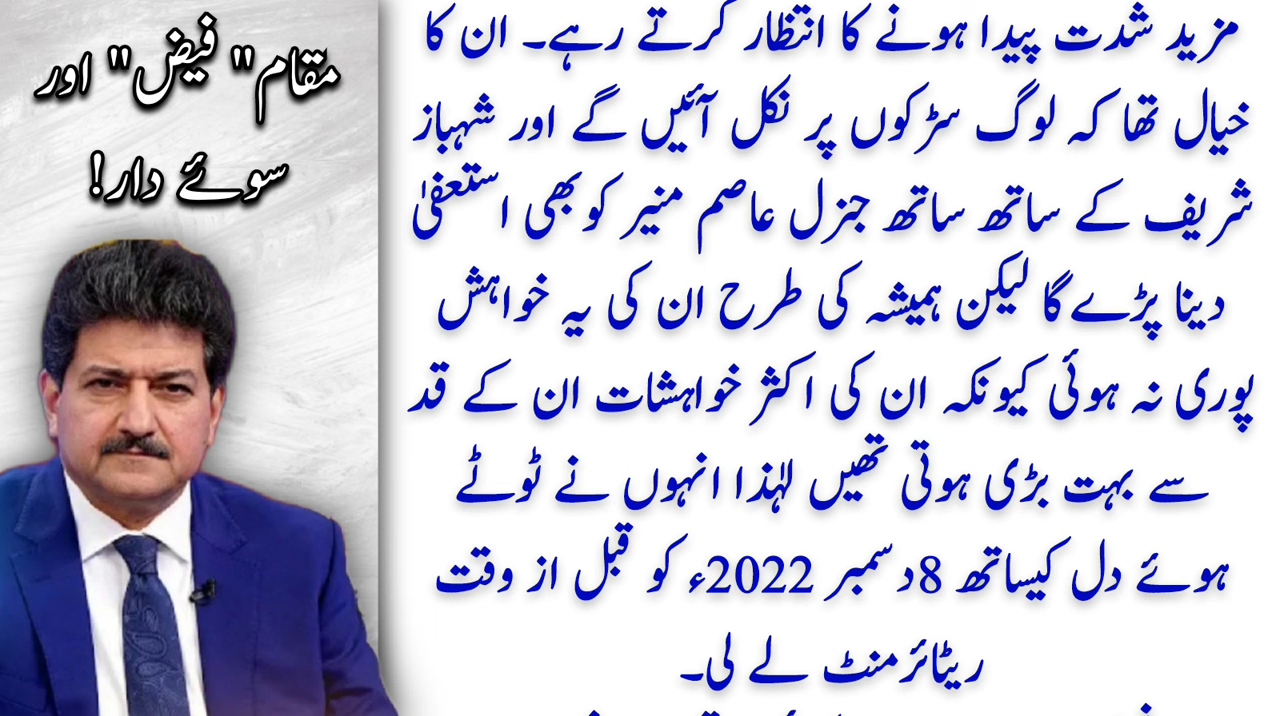 مقام" فیض" اور
سوئے دار!
مزید شدت پیدا ہونے کا انتظار کرتے رہے۔ ان کا
خیال تھا کہ لوگ سڑکوں پر نکل آئیں گے اور شہباز
شریف کے ساتھ ساتھ جنرل عاصم منیر کو بھی استعفیٰ
دینا پڑے گا لیکن ہمیشہ کی طرح ان کی یہ خواہش
پوری نہ ہوئی کیونکہ ان کی اکثر خواہشات ان کے قد
سے بہت بڑی ہوتی تھیں لہٰذا انہوں نے ٹوٹے
ہوئے دل کیساتھ 8دسمبر 2022ء کو قبل از وقت
ریٹائرمنٹ لے لی۔